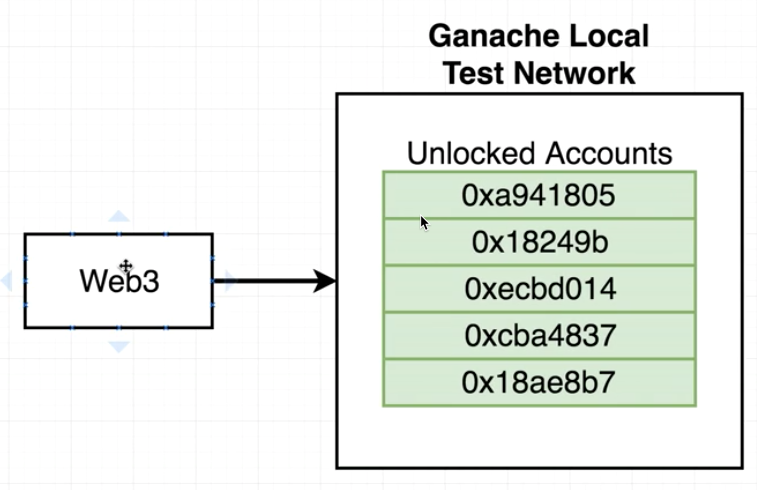 Ganache Local
Test Network
Unlocked Accounts
0xa941805
0x18249b
0xecbd014
0xcba4837
0x18ae8b7
Web3